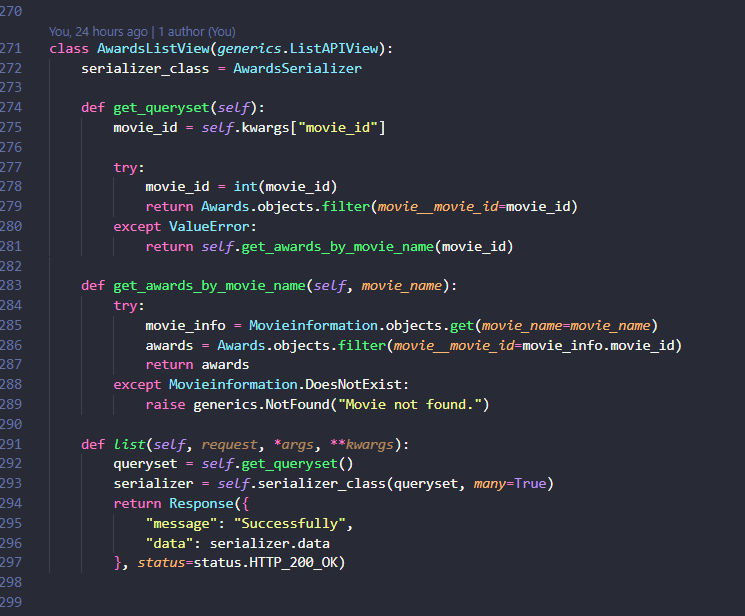 270
You, 24 hours ago | 1 author (You)
271 class AwardsListView(generics.ListAPIView):
272     serializer_class = AwardsSerializer
273
274     def get_queryset(self):
275         movie_id = self.kwargs["movie_id"]
276
277         try:
278             movie_id = int(movie_id)
279             return Awards.objects.filter(movie__movie_id=movie_id)
280         except ValueError:
281             return self.get_awards_by_movie_name(movie_id)
282
283     def get_awards_by_movie_name(self, movie_name):
284         try:
285             movie_info = Movieinformation.objects.get(movie_name=movie_name)
286             awards = Awards.objects.filter(movie__movie_id=movie_info.movie_id)
287             return awards
288         except Movieinformation.DoesNotExist:
289             raise generics.NotFound("Movie not found.")
290
291     def list(self, request, *args, **kwargs):
292         queryset = self.get_queryset()
293         serializer = self.serializer_class(queryset, many=True)
294         return Response({
295             "message": "Successfully",
296             "data": serializer.data
297         }, status=status.HTTP_200_OK)
298
299